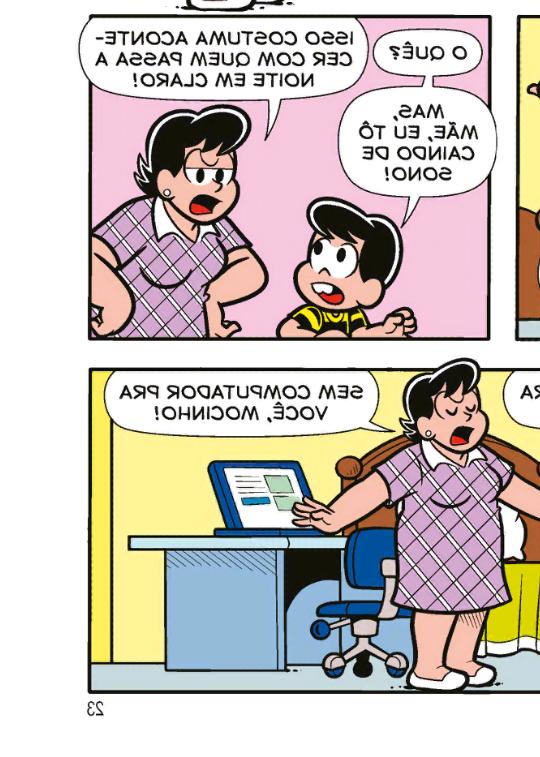 O QUÊ?
MAS,
MÃE, EU TÔ
CAINDO DE
SONO!
ISSO COSTUMA ACONTE-
CER COM QUEM PASSA A
NOITE EM CLARO!
SEM COMPUTADOR PRA
VOCÊ, MOCINHO!
23